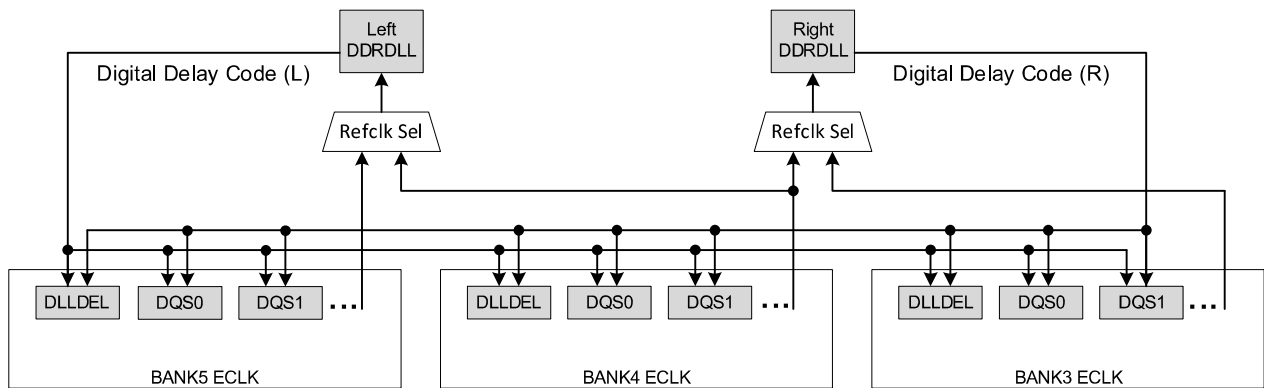 Left
DDRDLL
Right
DDRDLL
Digital Delay Code (L)
Digital Delay Code (R)
Refclk Sel
Refclk Sel
DLLDEL
DQS0
DQS1
...
DLLDEL
DQS0
DQS1
...
DLLDEL
DQS0
DQS1
...
BANK5 ECLK
BANK4 ECLK
BANK3 ECLK